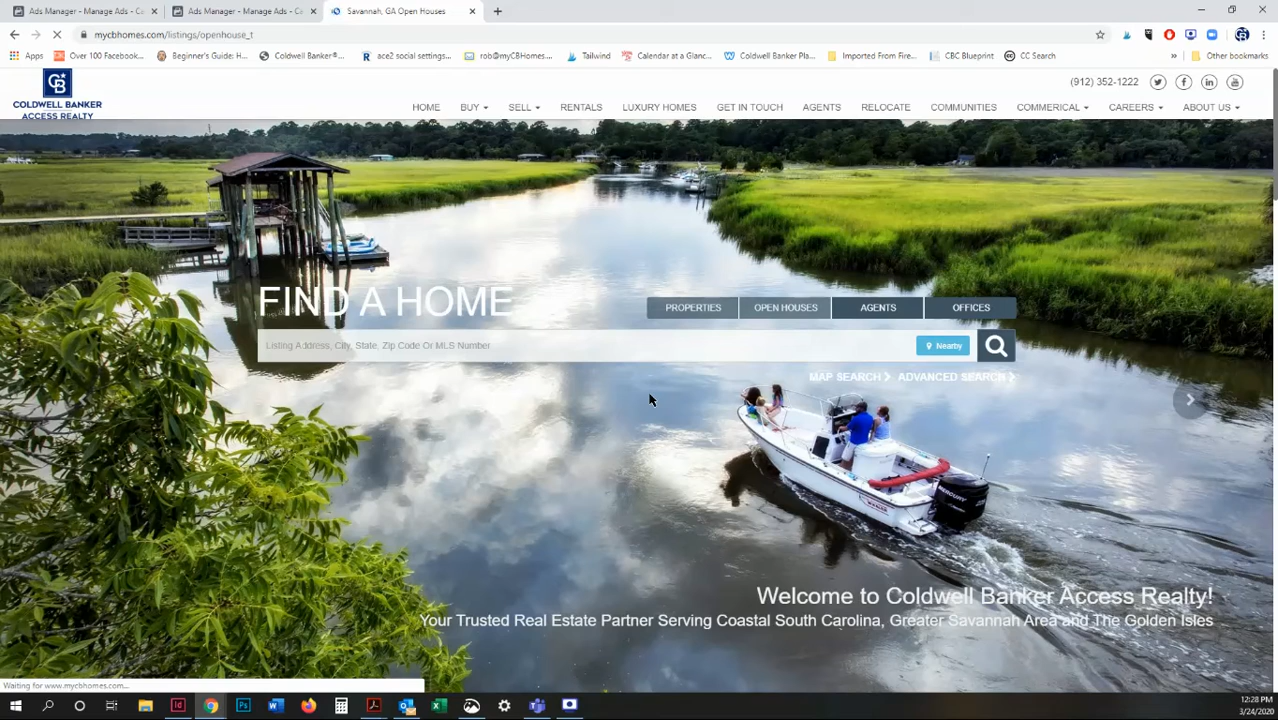 Ads Manager - Manage Ads - C
Ads Manager - Manage Ads - C
Savannah, GA Open Houses
mycbhomes.com/listings/openhouse_t
Apps
Over 100 Facebook...
Beginner's Guide: H...
Coldwell Banker®...
ace2 social settings...
rob@myCBHomes....
Tailwind
Calendar at a Glanc...
Coldwell Banker Pla...
Imported From Fire...
CBC Blueprint
CC Search
»
Other bookmarks
CB
COLDWELL BANKER
ACCESS REALTY
(912) 352-1222
HOME
BUY
SELL
RENTALS
LUXURY HOMES
GET IN TOUCH
AGENTS
RELOCATE
COMMUNITIES
COMMERICAL
CAREERS
ABOUT US
FIND A HOME
PROPERTIES
OPEN HOUSES
AGENTS
OFFICES
Listing Address, City, State, Zip Code Or MLS Number
Nearby
MAP SEARCH
ADVANCED SEARCH
MERCURY
Welcome to Coldwell Banker Access Realty!
Your Trusted Real Estate Partner Serving Coastal South Carolina, Greater Savannah Area and The Golden Isles
Waiting for www.mycbhomes.com...
12:28 PM
3/24/2020